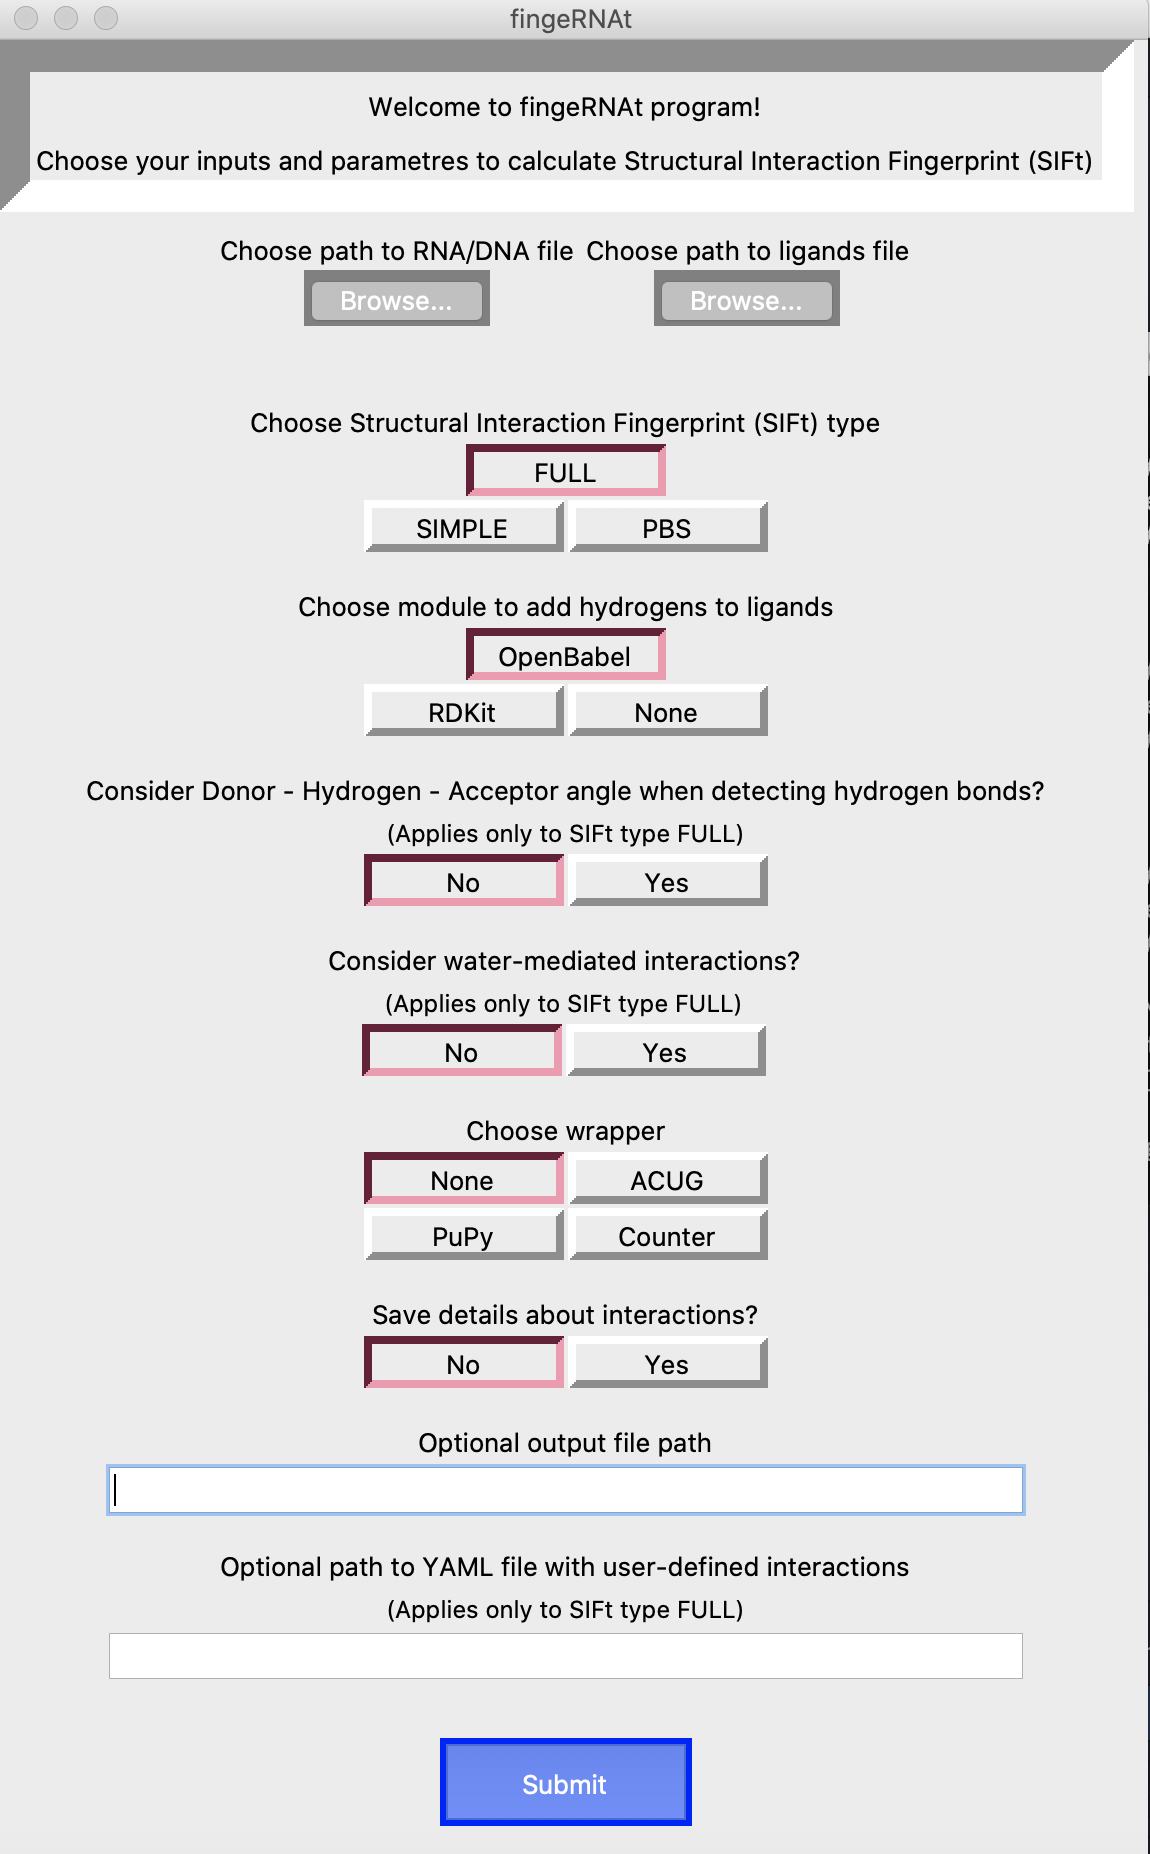 fingeRNAt
Welcome to fingeRNAt program!
Choose your inputs and parametres to calculate Structural Interaction Fingerprint (SIFt)
Choose path to RNA/DNA file Choose path to ligands file
Browse... Browse...
Choose Structural Interaction Fingerprint (SIFt) type
FULL
SIMPLE PBS
Choose module to add hydrogens to ligands
OpenBabel
RDKit None
Consider Donor - Hydrogen - Acceptor angle when detecting hydrogen bonds?
(Applies only to SIFt type FULL)
No Yes
Consider water-mediated interactions?
(Applies only to SIFt type FULL)
No Yes
Choose wrapper
None ACUG
PuPy Counter
Save details about interactions?
No Yes
Optional output file path
Optional path to YAML file with user-defined interactions
(Applies only to SIFt type FULL)
Submit